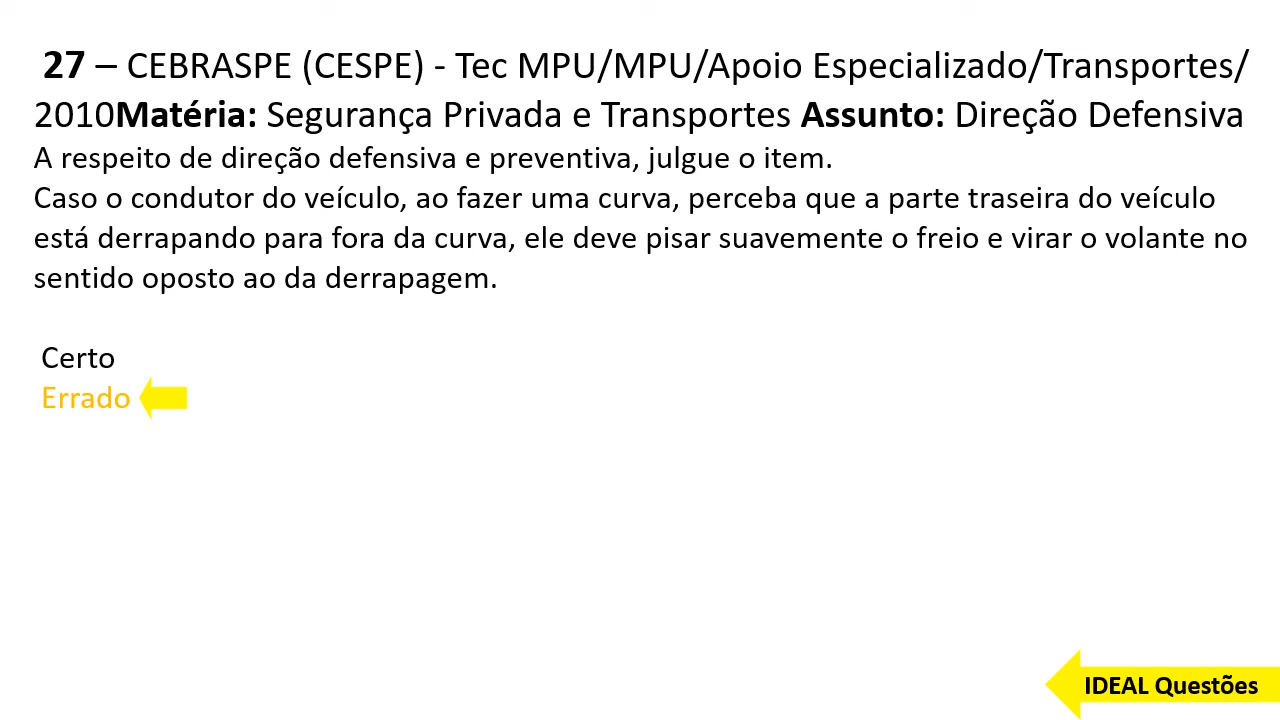 27 – CEBRASPE (CESPE) - Tec MPU/MPU/Apoio Especializado/Transportes/
2010Matéria: Segurança Privada e Transportes Assunto: Direção Defensiva
A respeito de direção defensiva e preventiva, julgue o item.
Caso o condutor do veículo, ao fazer uma curva, perceba que a parte traseira do veículo
está derrapando para fora da curva, ele deve pisar suavemente o freio e virar o volante no
sentido oposto ao da derrapagem.
Certo
Errado
IDEAL Questões